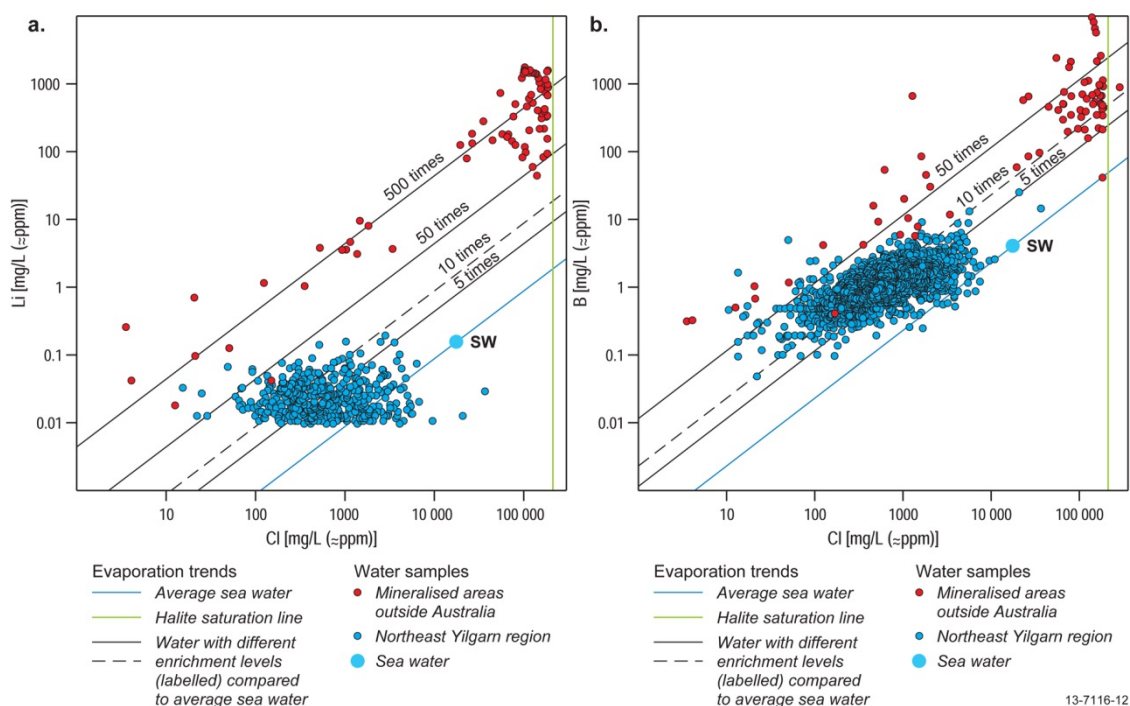 a.
Li [mg/L (≈ppm)]
1000
100
10
1
0.1
0.01
500 times
50 times
10 times
5 times
SW
10
100
1000
10 000
100 000
Cl [mg/L (≈ppm)]
b.
B [mg/L (≈ppm)]
1000
100
10
1
0.1
0.01
50 times
10 times
5 times
SW
10
100
1000
10 000
100 000
Cl [mg/L (≈ppm)]
Evaporation trends
Average sea water
Halite saturation line
Water with different
enrichment levels
(labelled) compared
to average sea water
Water samples
Mineralised areas
outside Australia
Northeast Yilgarn region
Sea water
Evaporation trends
Average sea water
Halite saturation line
Water with different
enrichment levels
(labelled) compared
to average sea water
Water samples
Mineralised areas
outside Australia
Northeast Yilgarn region
Sea water
13-7116-12